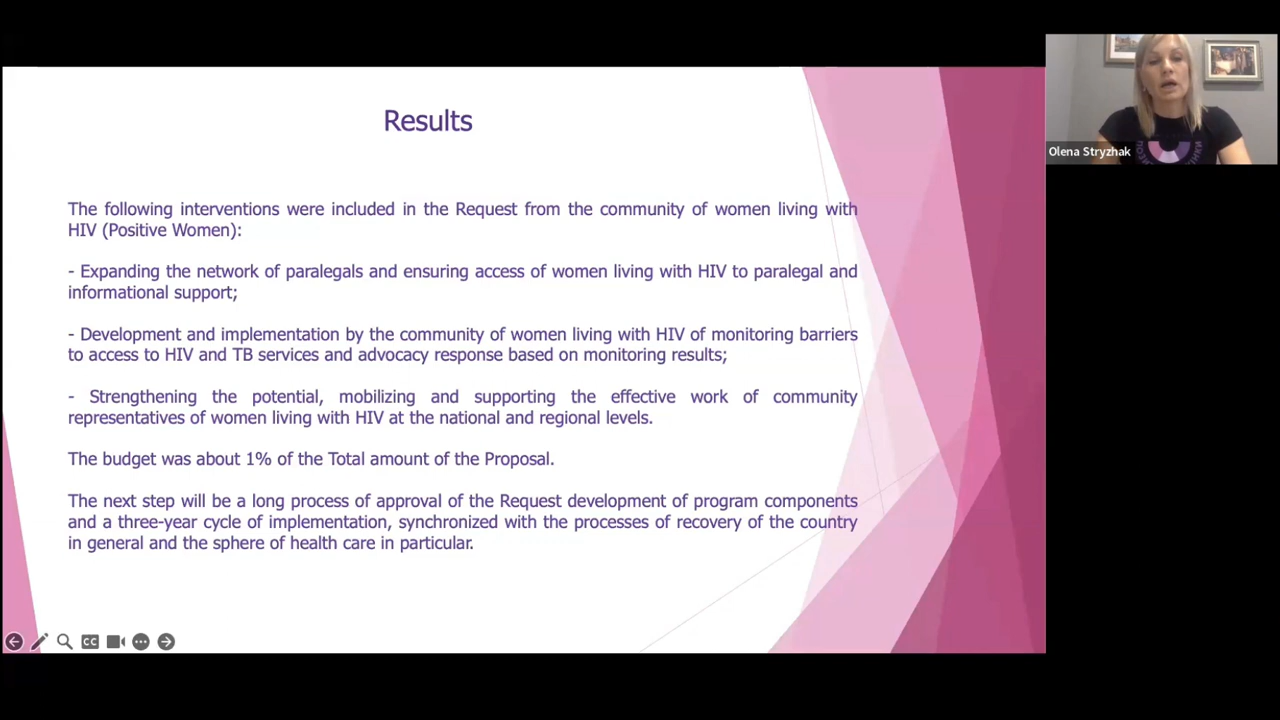 Results
The following interventions were included in the Request from the community of women living with
HIV (Positive Women):
- Expanding the network of paralegals and ensuring access of women living with HIV to paralegal and
informational support;
- Development and implementation by the community of women living with HIV of monitoring barriers
to access to HIV and TB services and advocacy response based on monitoring results;
- Strengthening the potential, mobilizing and supporting the effective work of community
representatives of women living with HIV at the national and regional levels.
The budget was about 1% of the Total amount of the Proposal.
The next step will be a long process of approval of the Request development of program components
and a three-year cycle of implementation, synchronized with the processes of recovery of the country
in general and the sphere of health care in particular.
CC
Olena Stryzhak